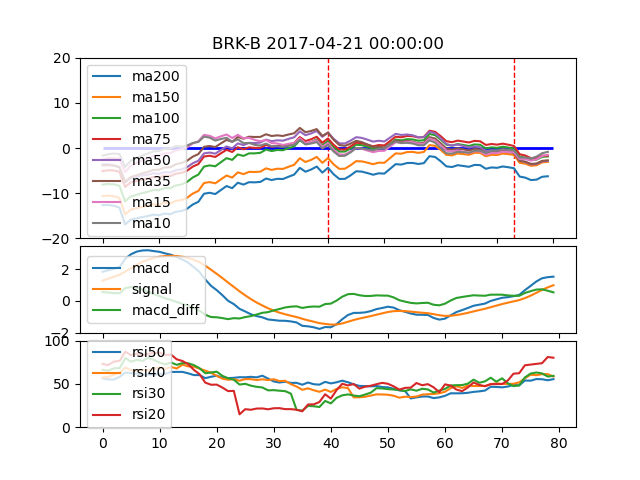 BRK-B 2017-04-21 00:00:00
20
10
0
−10
−20
ma200
ma150
ma100
ma75
ma50
ma35
ma15
ma10
2
0
−2
macd
signal
macd_diff
100
50
0
rsi50
rsi40
rsi30
rsi20
0 10 20 30 40 50 60 70 80